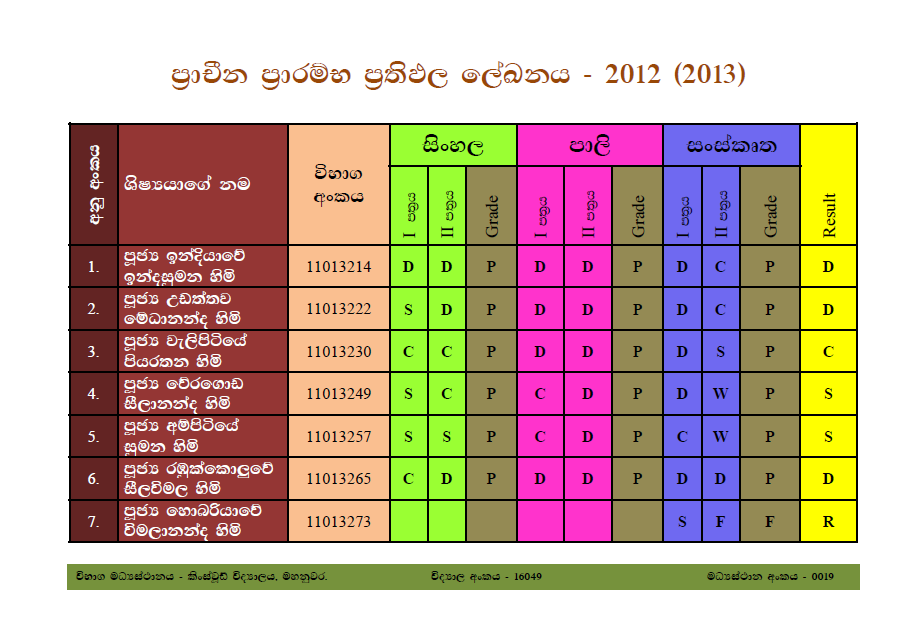 ප්‍රාචීන ප්‍රාරම්භ ප්‍රතිඵල ලේඛනය - 2012 (2013)
අනු අංකය ශිෂ්‍යයාගේ නම විභාග අංකය සිංහල පාලි සංස්කෘත Result
I පත්‍රය II පත්‍රය Grade I පත්‍රය II පත්‍රය Grade I පත්‍රය II පත්‍රය Grade
1. පූජ්‍ය ඉන්දියාවේ ඉන්දසුමන හිමි 11013214 D D P D D P D C P D
2. පූජ්‍ය උඩත්තව මේධානන්ද හිමි 11013222 S D P D D P D C P D
3. පූජ්‍ය වැලිපිටියේ පියරතන හිමි 11013230 C C P D D P D S P C
4. පූජ්‍ය වේරගොඩ සීලානන්ද හිමි 11013249 S C P C D P D W P S
5. පූජ්‍ය අම්පිටියේ සුමන හිමි 11013257 S S P C D P C W P S
6. පූජ්‍ය රඹුක්කොලුවේ සීලවිමල හිමි 11013265 C D P D D P D D P D
7. පූජ්‍ය හොබරියාවේ විමලානන්ද හිමි 11013273 S F F R
විභාග මධ්‍යස්ථානය - කිංස්වුඩ් විද්‍යාලය, මහනුවර. විද්‍යාල අංකය - 16049 මධ්‍යස්ථාන අංකය - 0019